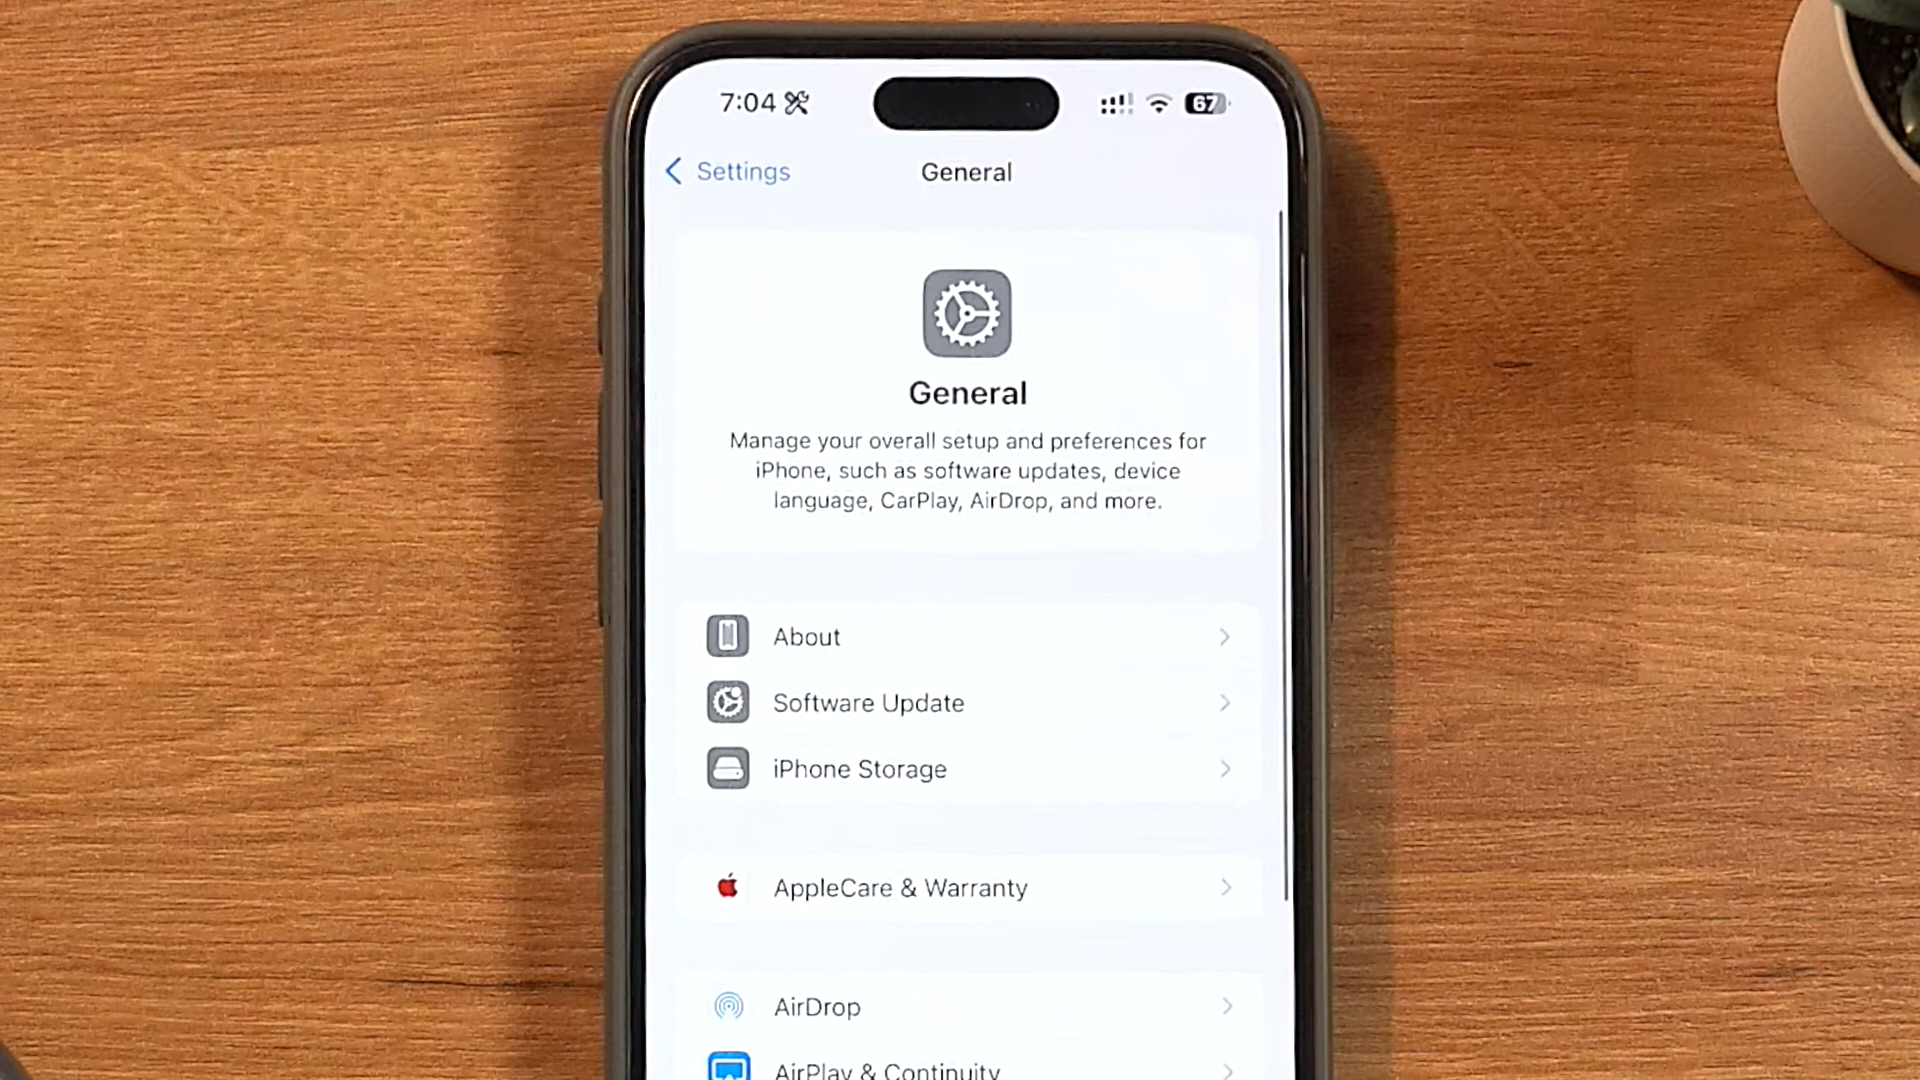 7:04
67
Settings
General
General
Manage your overall setup and preferences for
iPhone, such as software updates, device
language, CarPlay, AirDrop, and more.
About
Software Update
iPhone Storage
AppleCare & Warranty
AirDrop
AirPlay & Continuity